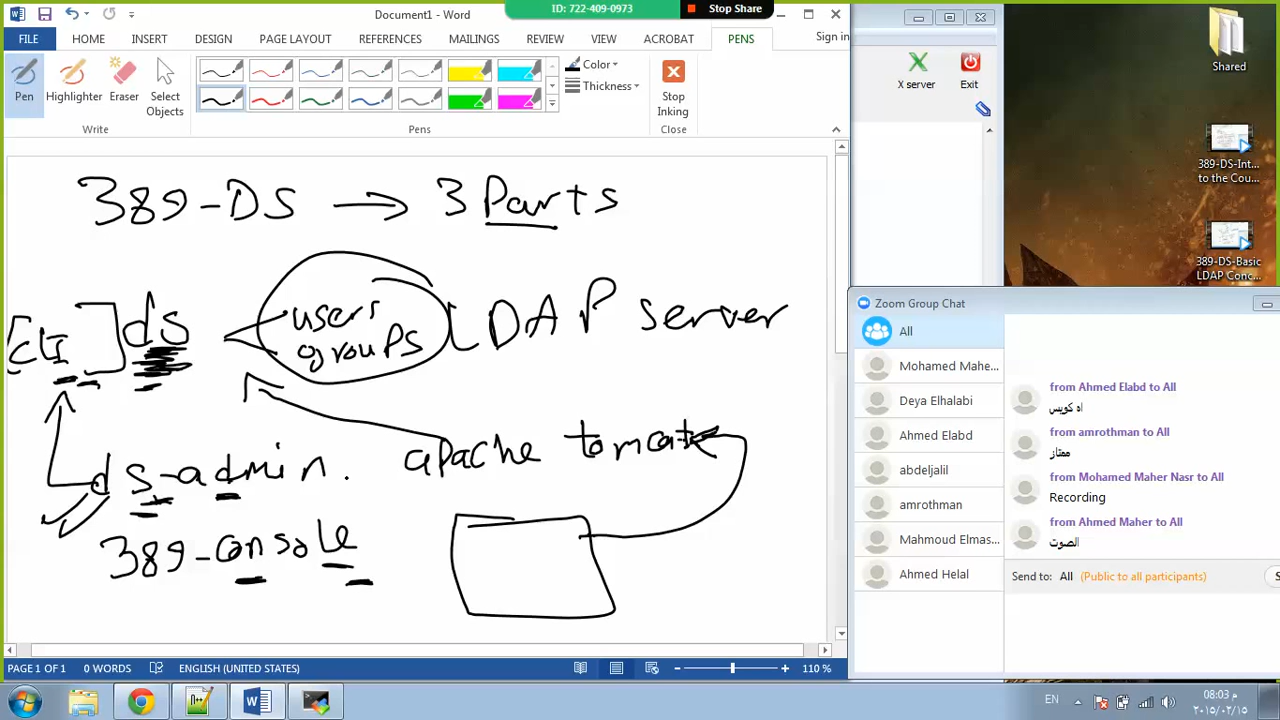 Document1 - Word
ID: 722-409-0973
Stop Share
FILE HOME INSERT DESIGN PAGE LAYOUT REFERENCES MAILINGS REVIEW VIEW ACROBAT PENS Sign in
Pen Highlighter Eraser Select Objects
Color
Thickness
Stop Inking
Write Pens Close
X server Exit
Shared
389-DS-Int... to the Cou...
389-DS-Basic LDAP Conc...
389-DS → 3 Parts
[CLI] ds users groups LDAP server
ds-admin. apache tomcat
389-console
Zoom Group Chat
All
Mohamed Mahe...
Deya Elhalabi
Ahmed Elabd
abdeljalil
amrothman
Mahmoud Elmas...
Ahmed Helal
from Ahmed Elabd to All
اه كويس
from amrothman to All
ممتاز
from Mohamed Maher Nasr to All
Recording
from Ahmed Maher to All
الصوت
Send to: All (Public to all participants)
PAGE 1 OF 1 0 WORDS ENGLISH (UNITED STATES) 110 %
EN
08:03 م
٢٠١٥/٠٢/١٥